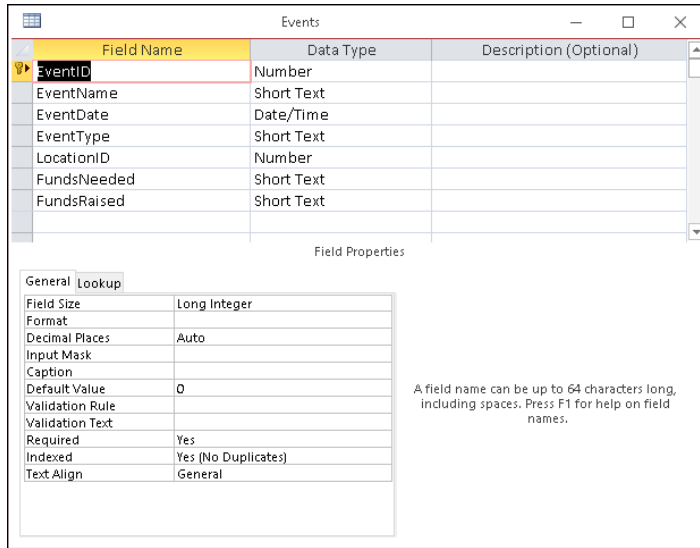 Events
Field Name Data Type Description (Optional)
EventID Number
EventName Short Text
EventDate Date/Time
EventType Short Text
LocationID Number
FundsNeeded Short Text
FundsRaised Short Text
Field Properties
General Lookup
Field Size Long Integer
Format
Decimal Places Auto
Input Mask
Caption
Default Value 0
Validation Rule
Validation Text
Required Yes
Indexed Yes (No Duplicates)
Text Align General
A field name can be up to 64 characters long,
including spaces. Press F1 for help on field
names.